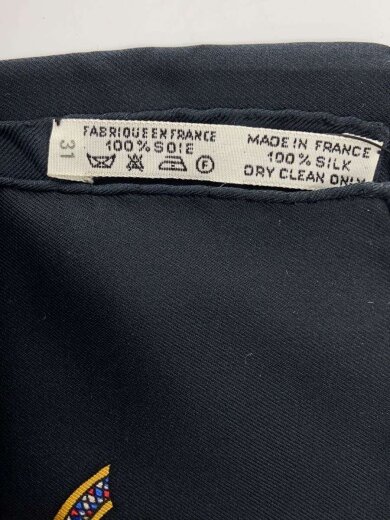 31
FABRIQUE EN FRANCE
100% SOIE
F
MADE IN FRANCE
100% SILK
DRY CLEAN ONLY